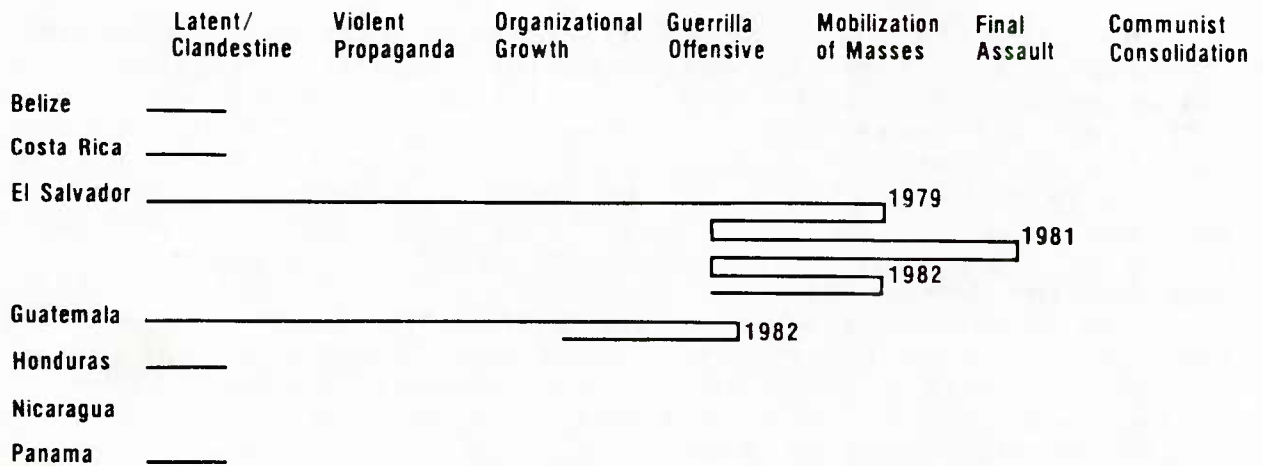 Latent/ Violent Organizational Guerrilla Mobilization Final Communist
Clandestine Propaganda Growth Offensive of Masses Assault Consolidation
Belize
Costa Rica
El Salvador
1979
1981
1982
Guatemala
1982
Honduras
Nicaragua
Panama